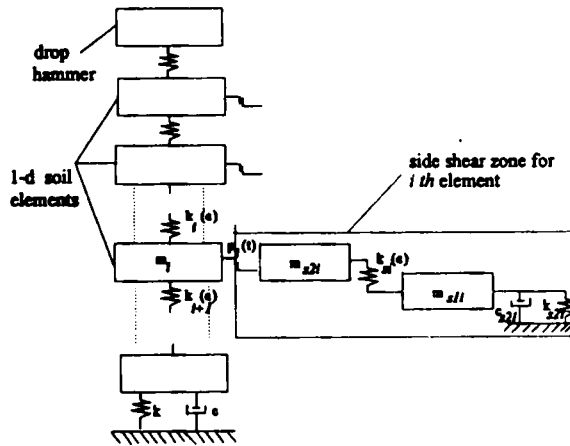 drop
hammer
1-d soil
elements
side shear zone for
i th element
k_i(e)
m_i
(t)
m_s2i
k_si(e)
m_s1i
k_i+1(e)
c_s2i
k_s2i
k
c